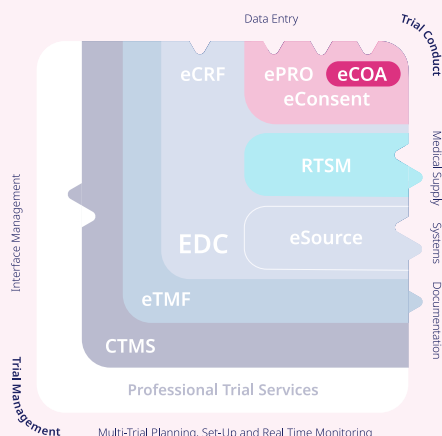 Data Entry
Trial Conduct
eCRF
ePRO
eCOA
eConsent
Medical Supply
RTSM
Interface Management
EDC
eSource
Systems
eTMF
Documentation
CTMS
Trial Management
Professional Trial Services
Multi-Trial Planning, Set-Up and Real Time Monitoring